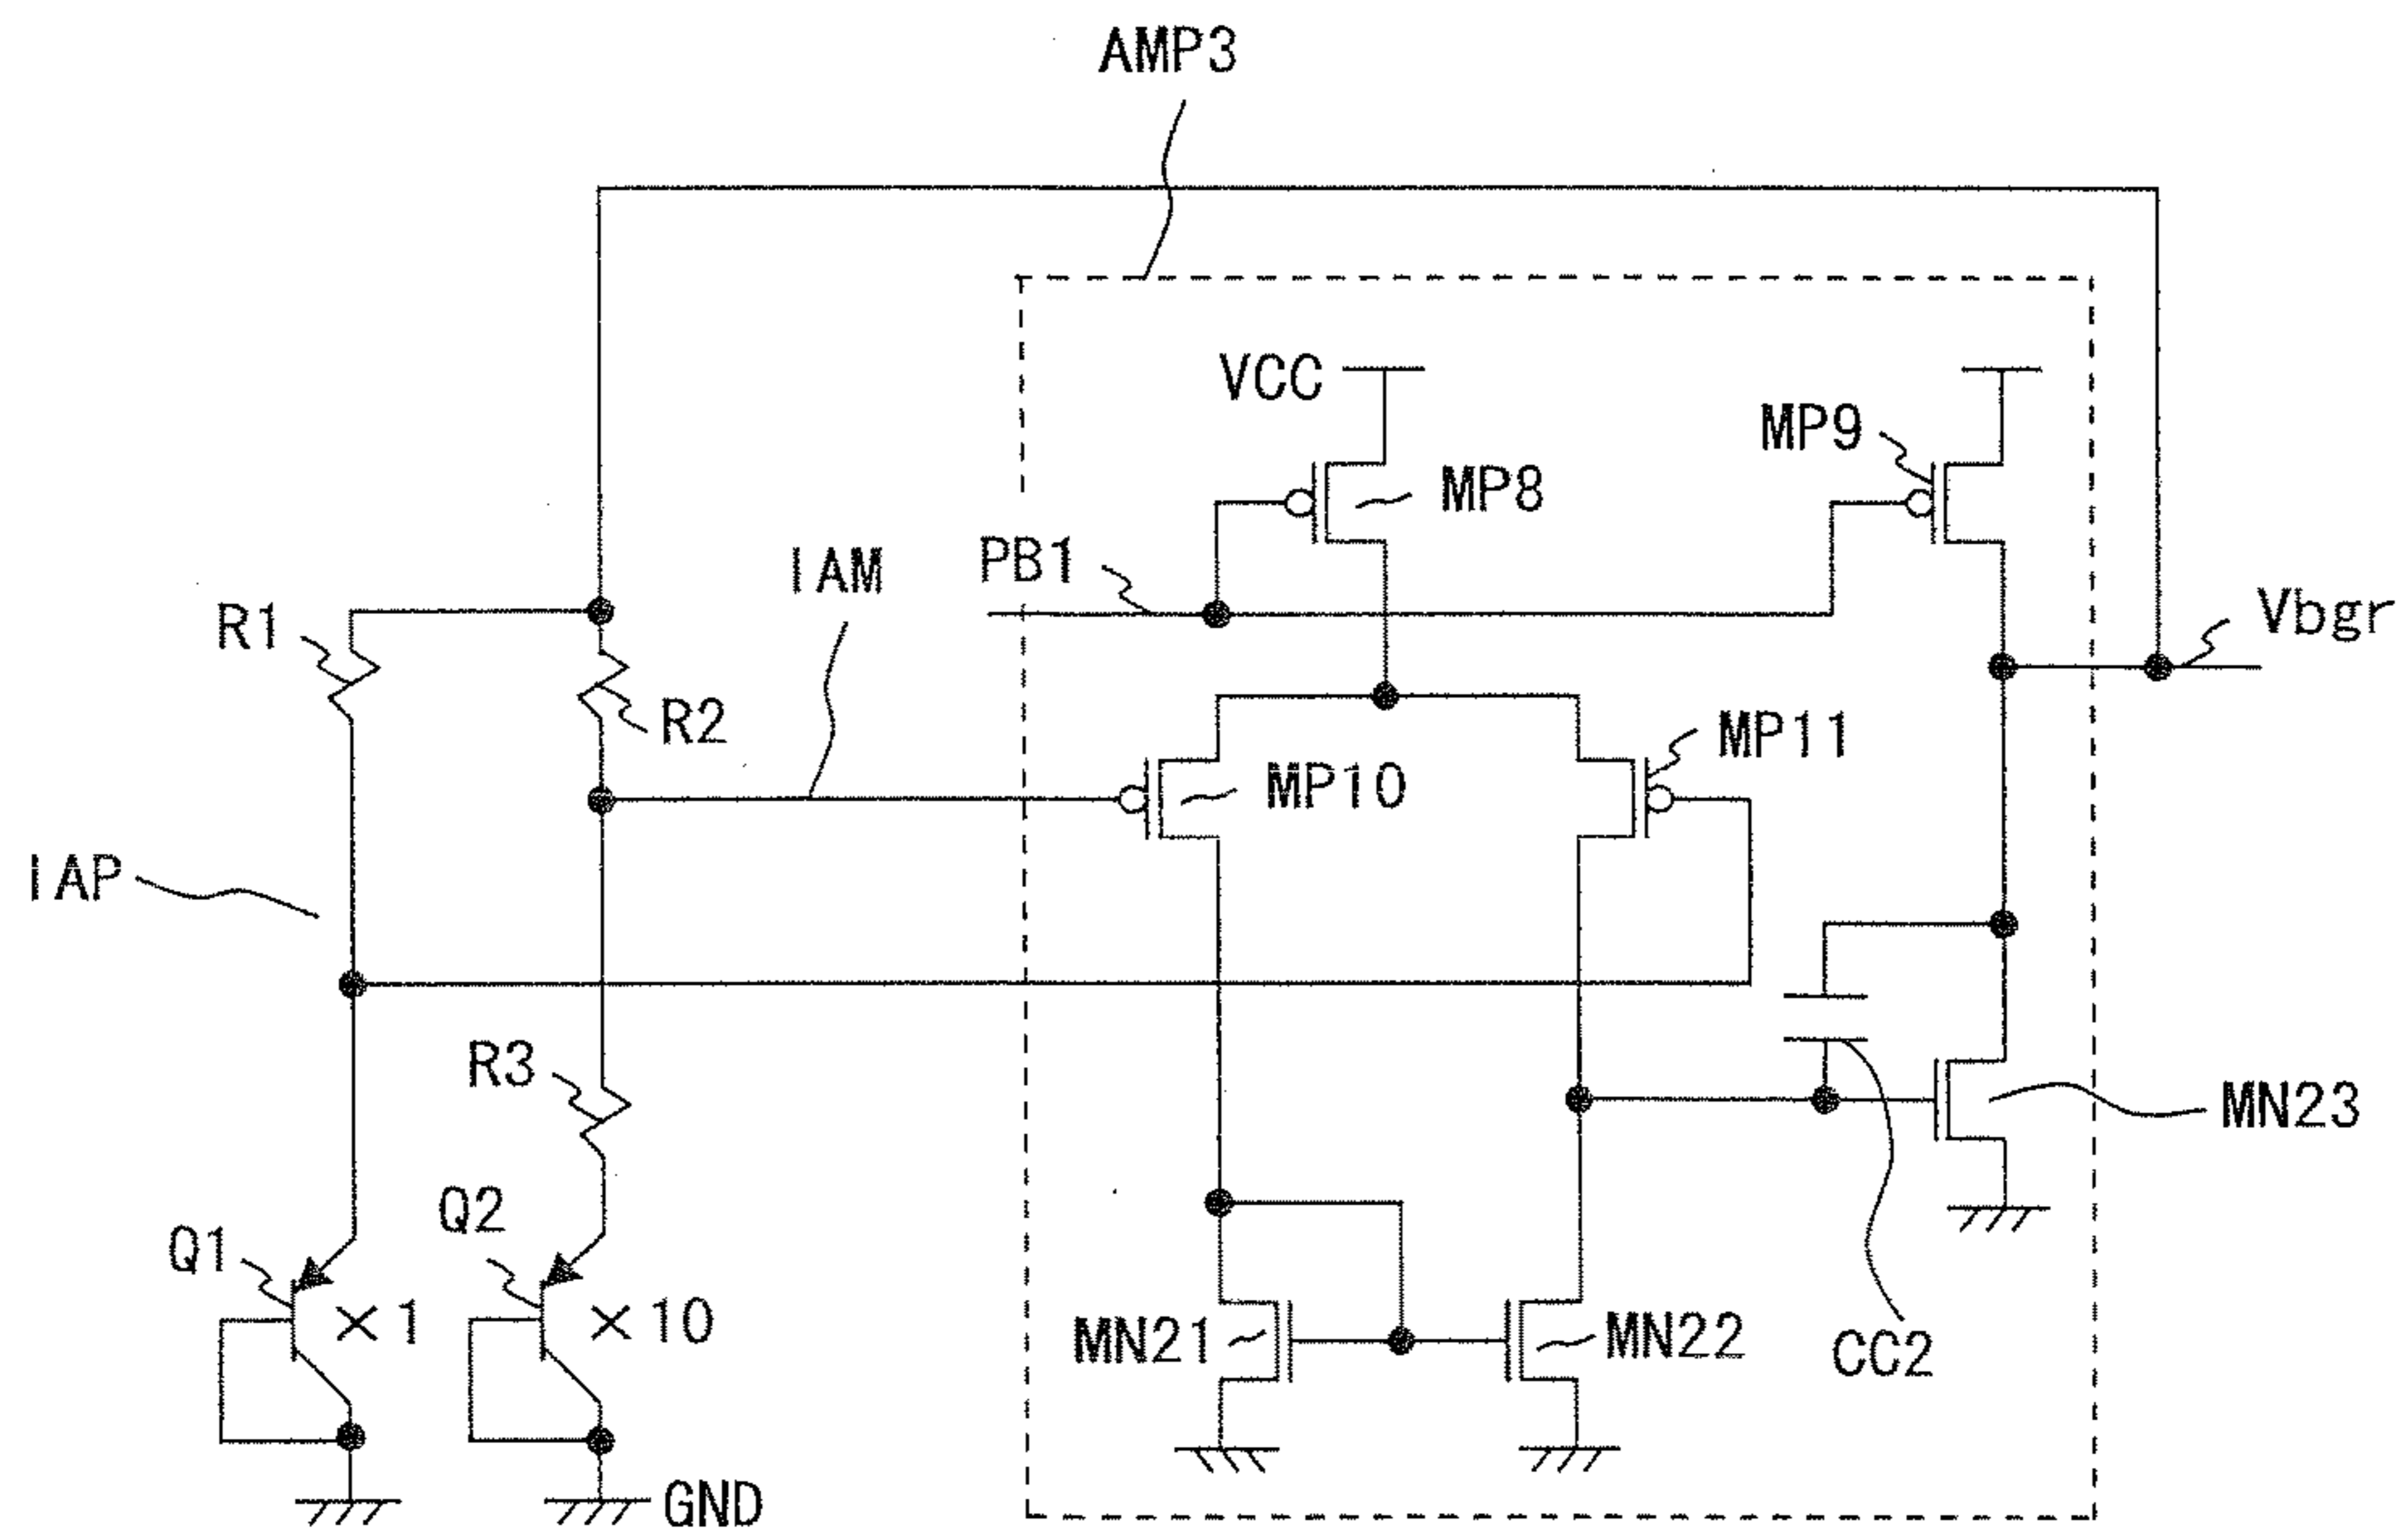 AMP3
VCC
MP9
MP8
PB1
IAM
R1
Vbgr
R2
MP11
MP10
IAP
R3
MN23
Q2
Q1
×1
×10
MN21
MN22
CC2
GND